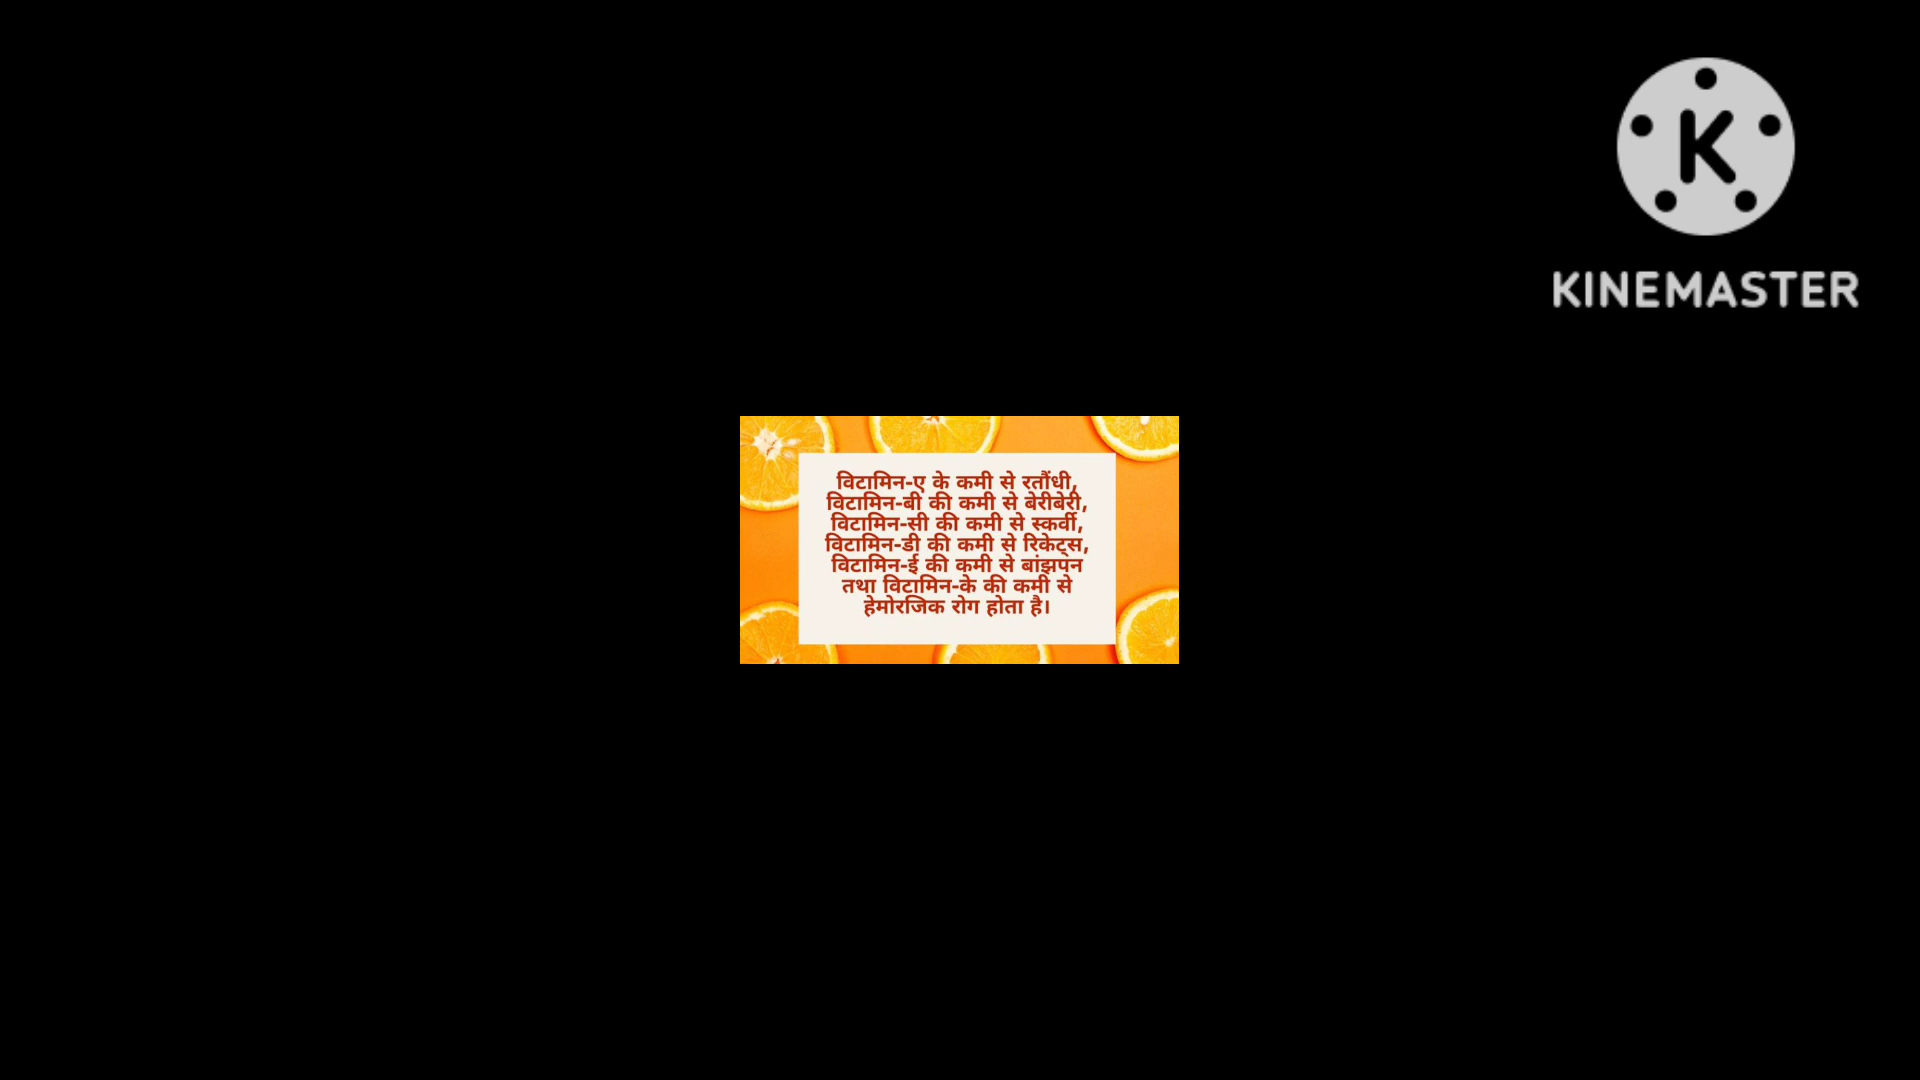 KINEMASTER
विटामिन-ए के कमी से रतौंधी,
विटामिन-बी की कमी से बेरीबेरी,
विटामिन-सी की कमी से स्कर्वी,
विटामिन-डी की कमी से रिकेट्स,
विटामिन-ई की कमी से बांझपन
तथा विटामिन-के की कमी से
हेमोरजिक रोग होता है।